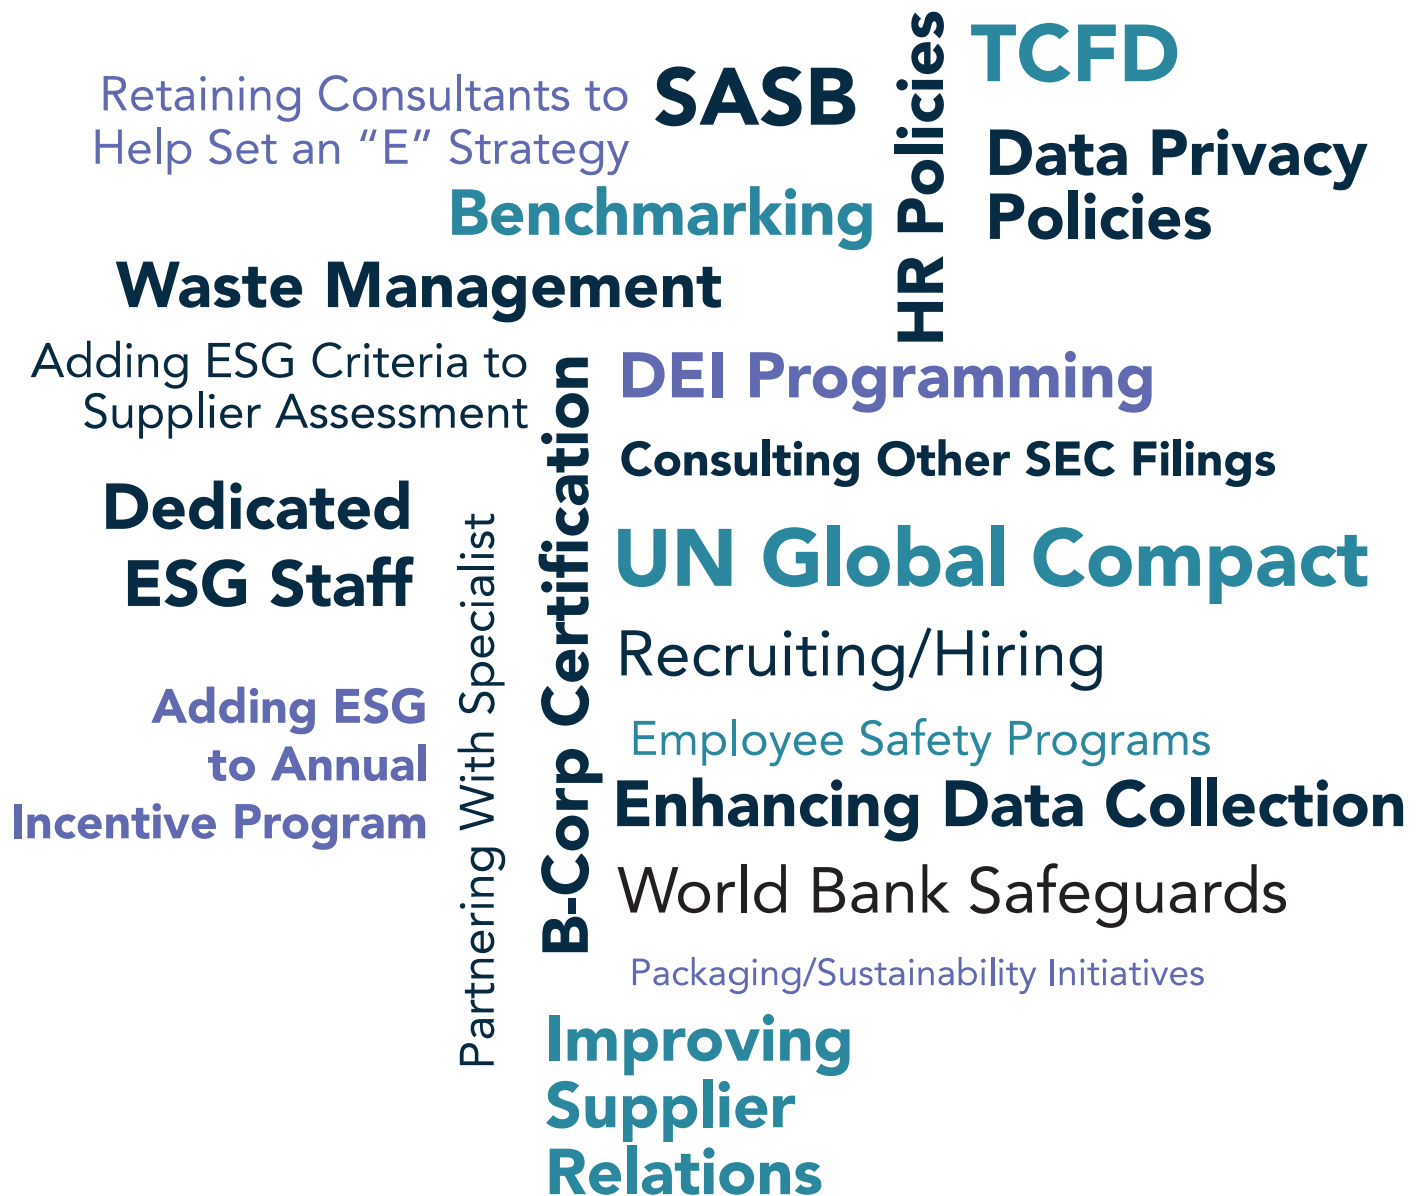 Retaining Consultants to
Help Set an “E” Strategy
SASB
HR Policies
TCFD
Data Privacy
Policies
Benchmarking
Waste Management
Adding ESG Criteria to
Supplier Assessment
B-Corp Certification
DEI Programming
Consulting Other SEC Filings
Dedicated
ESG Staff
Partnering With Specialist
UN Global Compact
Recruiting/Hiring
Adding ESG
to Annual
Incentive Program
Employee Safety Programs
Enhancing Data Collection
World Bank Safeguards
Packaging/Sustainability Initiatives
Improving
Supplier
Relations